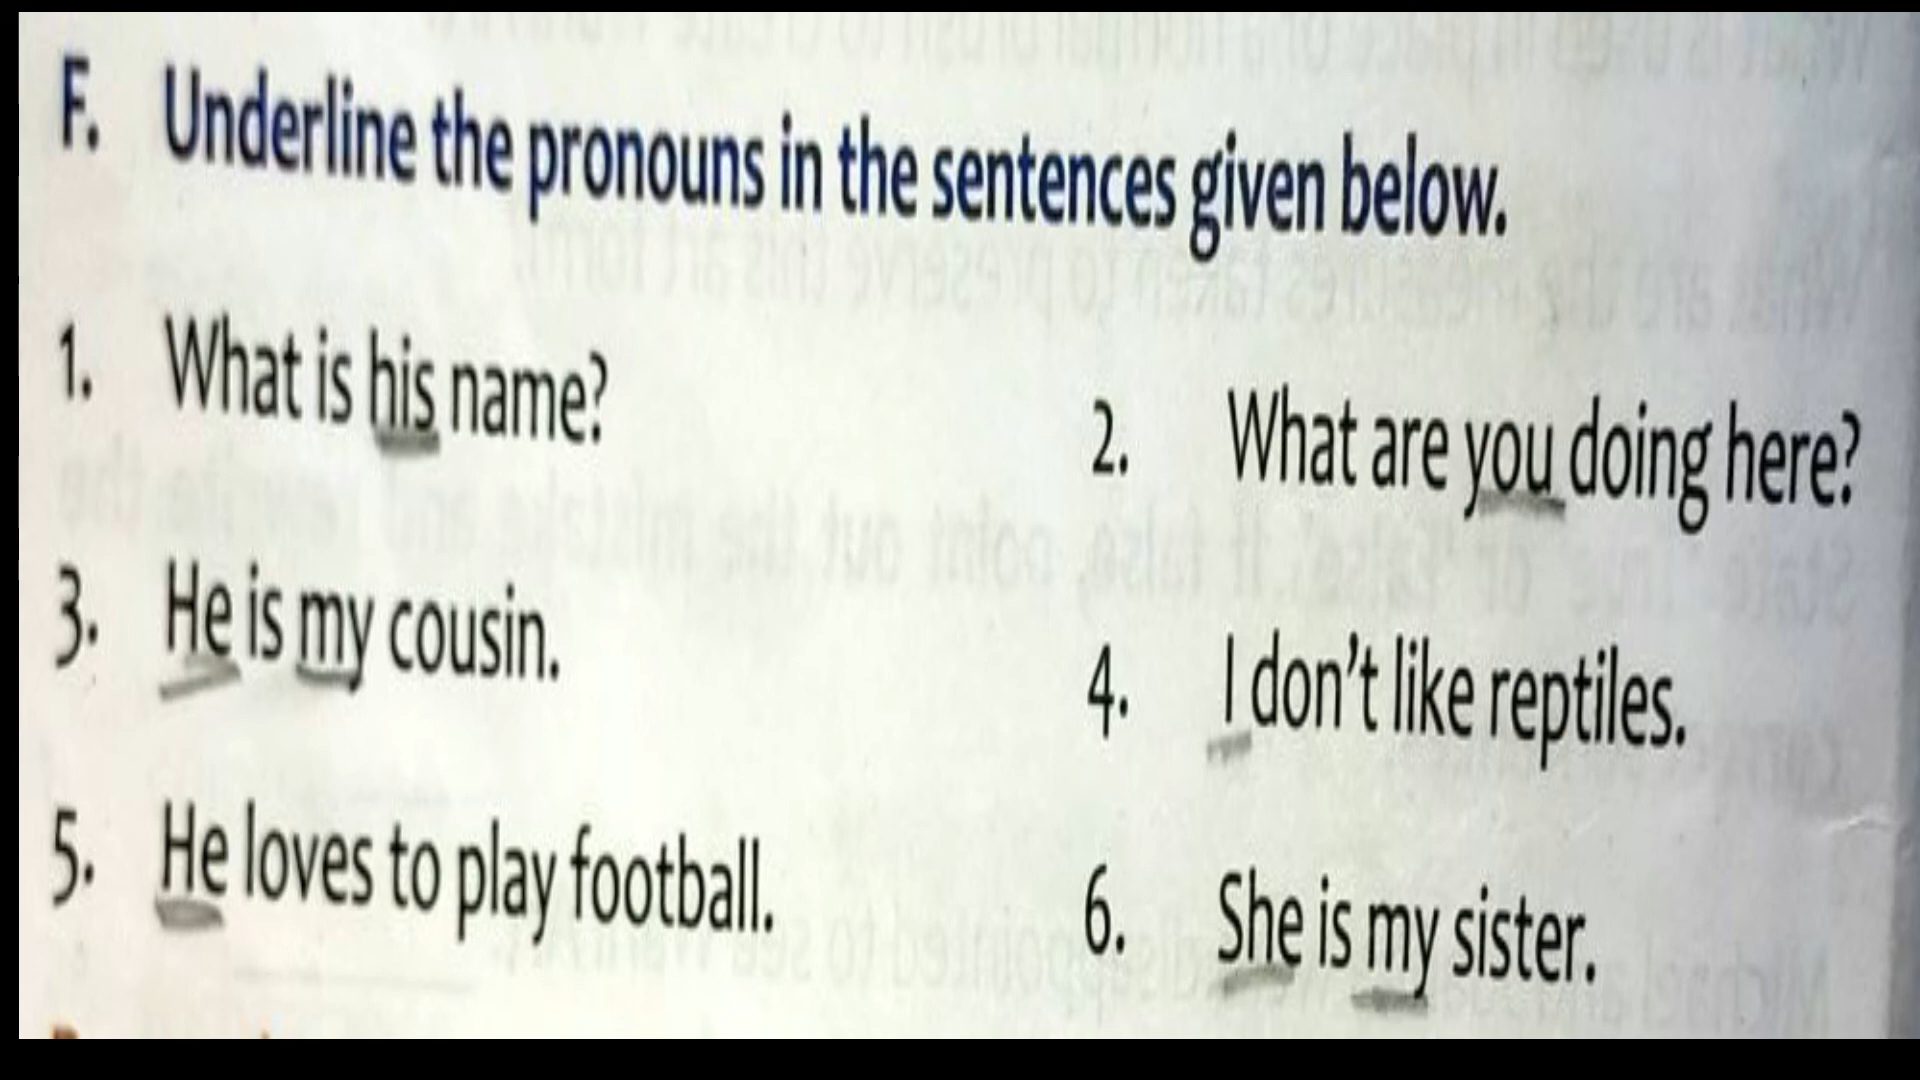 F. Underline the pronouns in the sentences given below.
1. What is his name?
2. What are you doing here?
3. He is my cousin.
4. I don't like reptiles.
5. He loves to play football.
6. She is my sister.